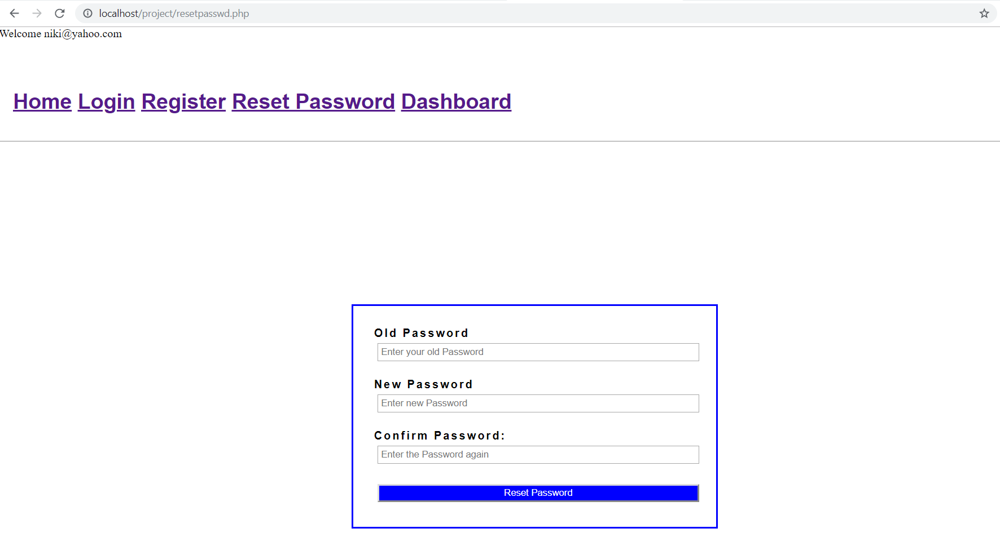 localhost/project/resetpasswd.php
Welcome niki@yahoo.com
Home Login Register Reset Password Dashboard
Old Password
Enter your old Password
New Password
Enter new Password
Confirm Password:
Enter the Password again
Reset Password